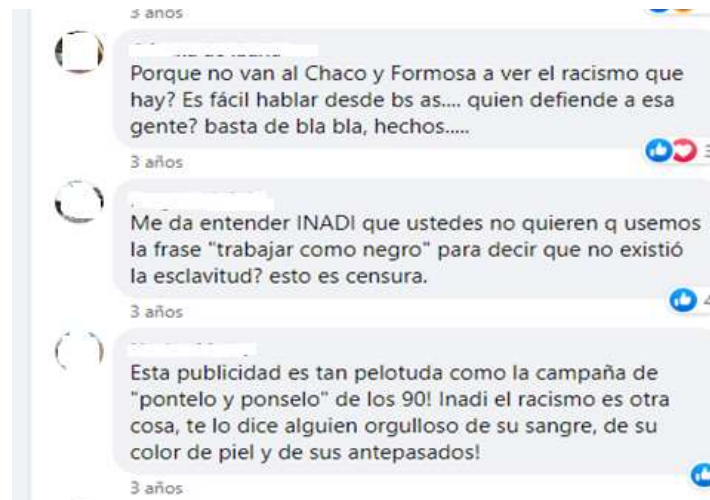 3 años
Porque no van al Chaco y Formosa a ver el racismo que
hay? Es fácil hablar desde bs as.... quien defiende a esa
gente? basta de bla bla, hechos.....
3
3 años
Me da entender INADI que ustedes no quieren q usemos
la frase "trabajar como negro" para decir que no existió
la esclavitud? esto es censura.
4
3 años
Esta publicidad es tan pelotuda como la campaña de
"pontelo y ponselo" de los 90! Inadi el racismo es otra
cosa, te lo dice alguien orgulloso de su sangre, de su
color de piel y de sus antepasados!
3 años